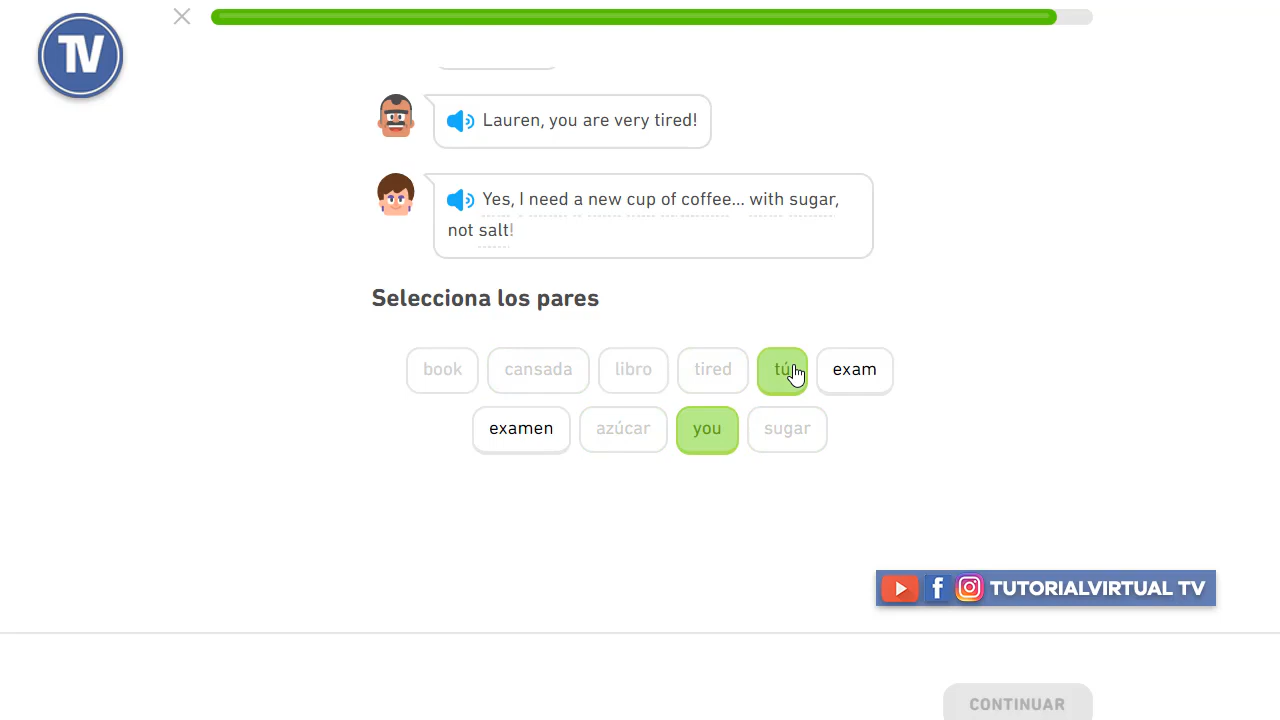 TV
Lauren, you are very tired!
Yes, I need a new cup of coffee... with sugar,
not salt!
Selecciona los pares
book cansada libro tired tú exam
examen azúcar you sugar
TUTORIALVIRTUAL TV
CONTINUAR